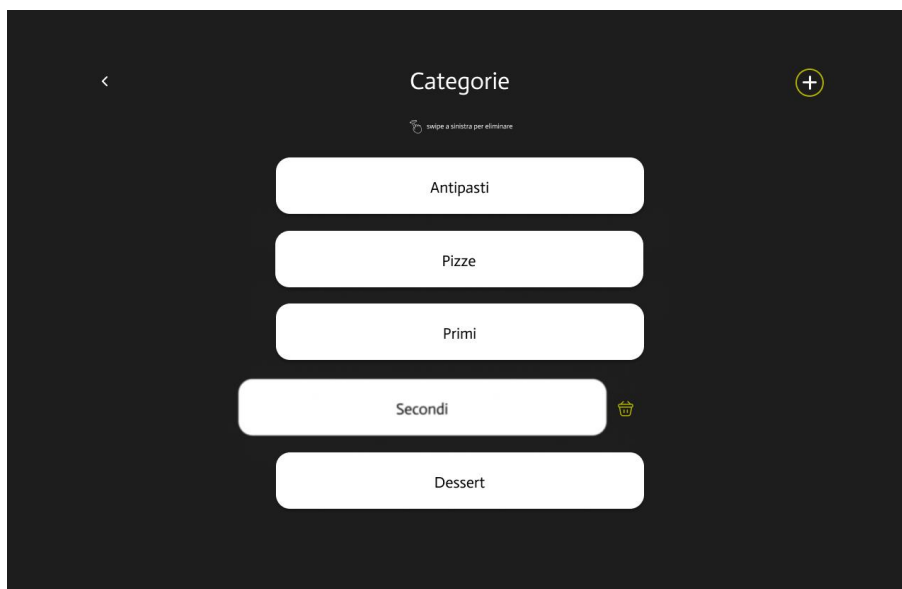 Categorie
swipe a sinistra per eliminare
Antipasti
Pizze
Primi
Secondi
Dessert